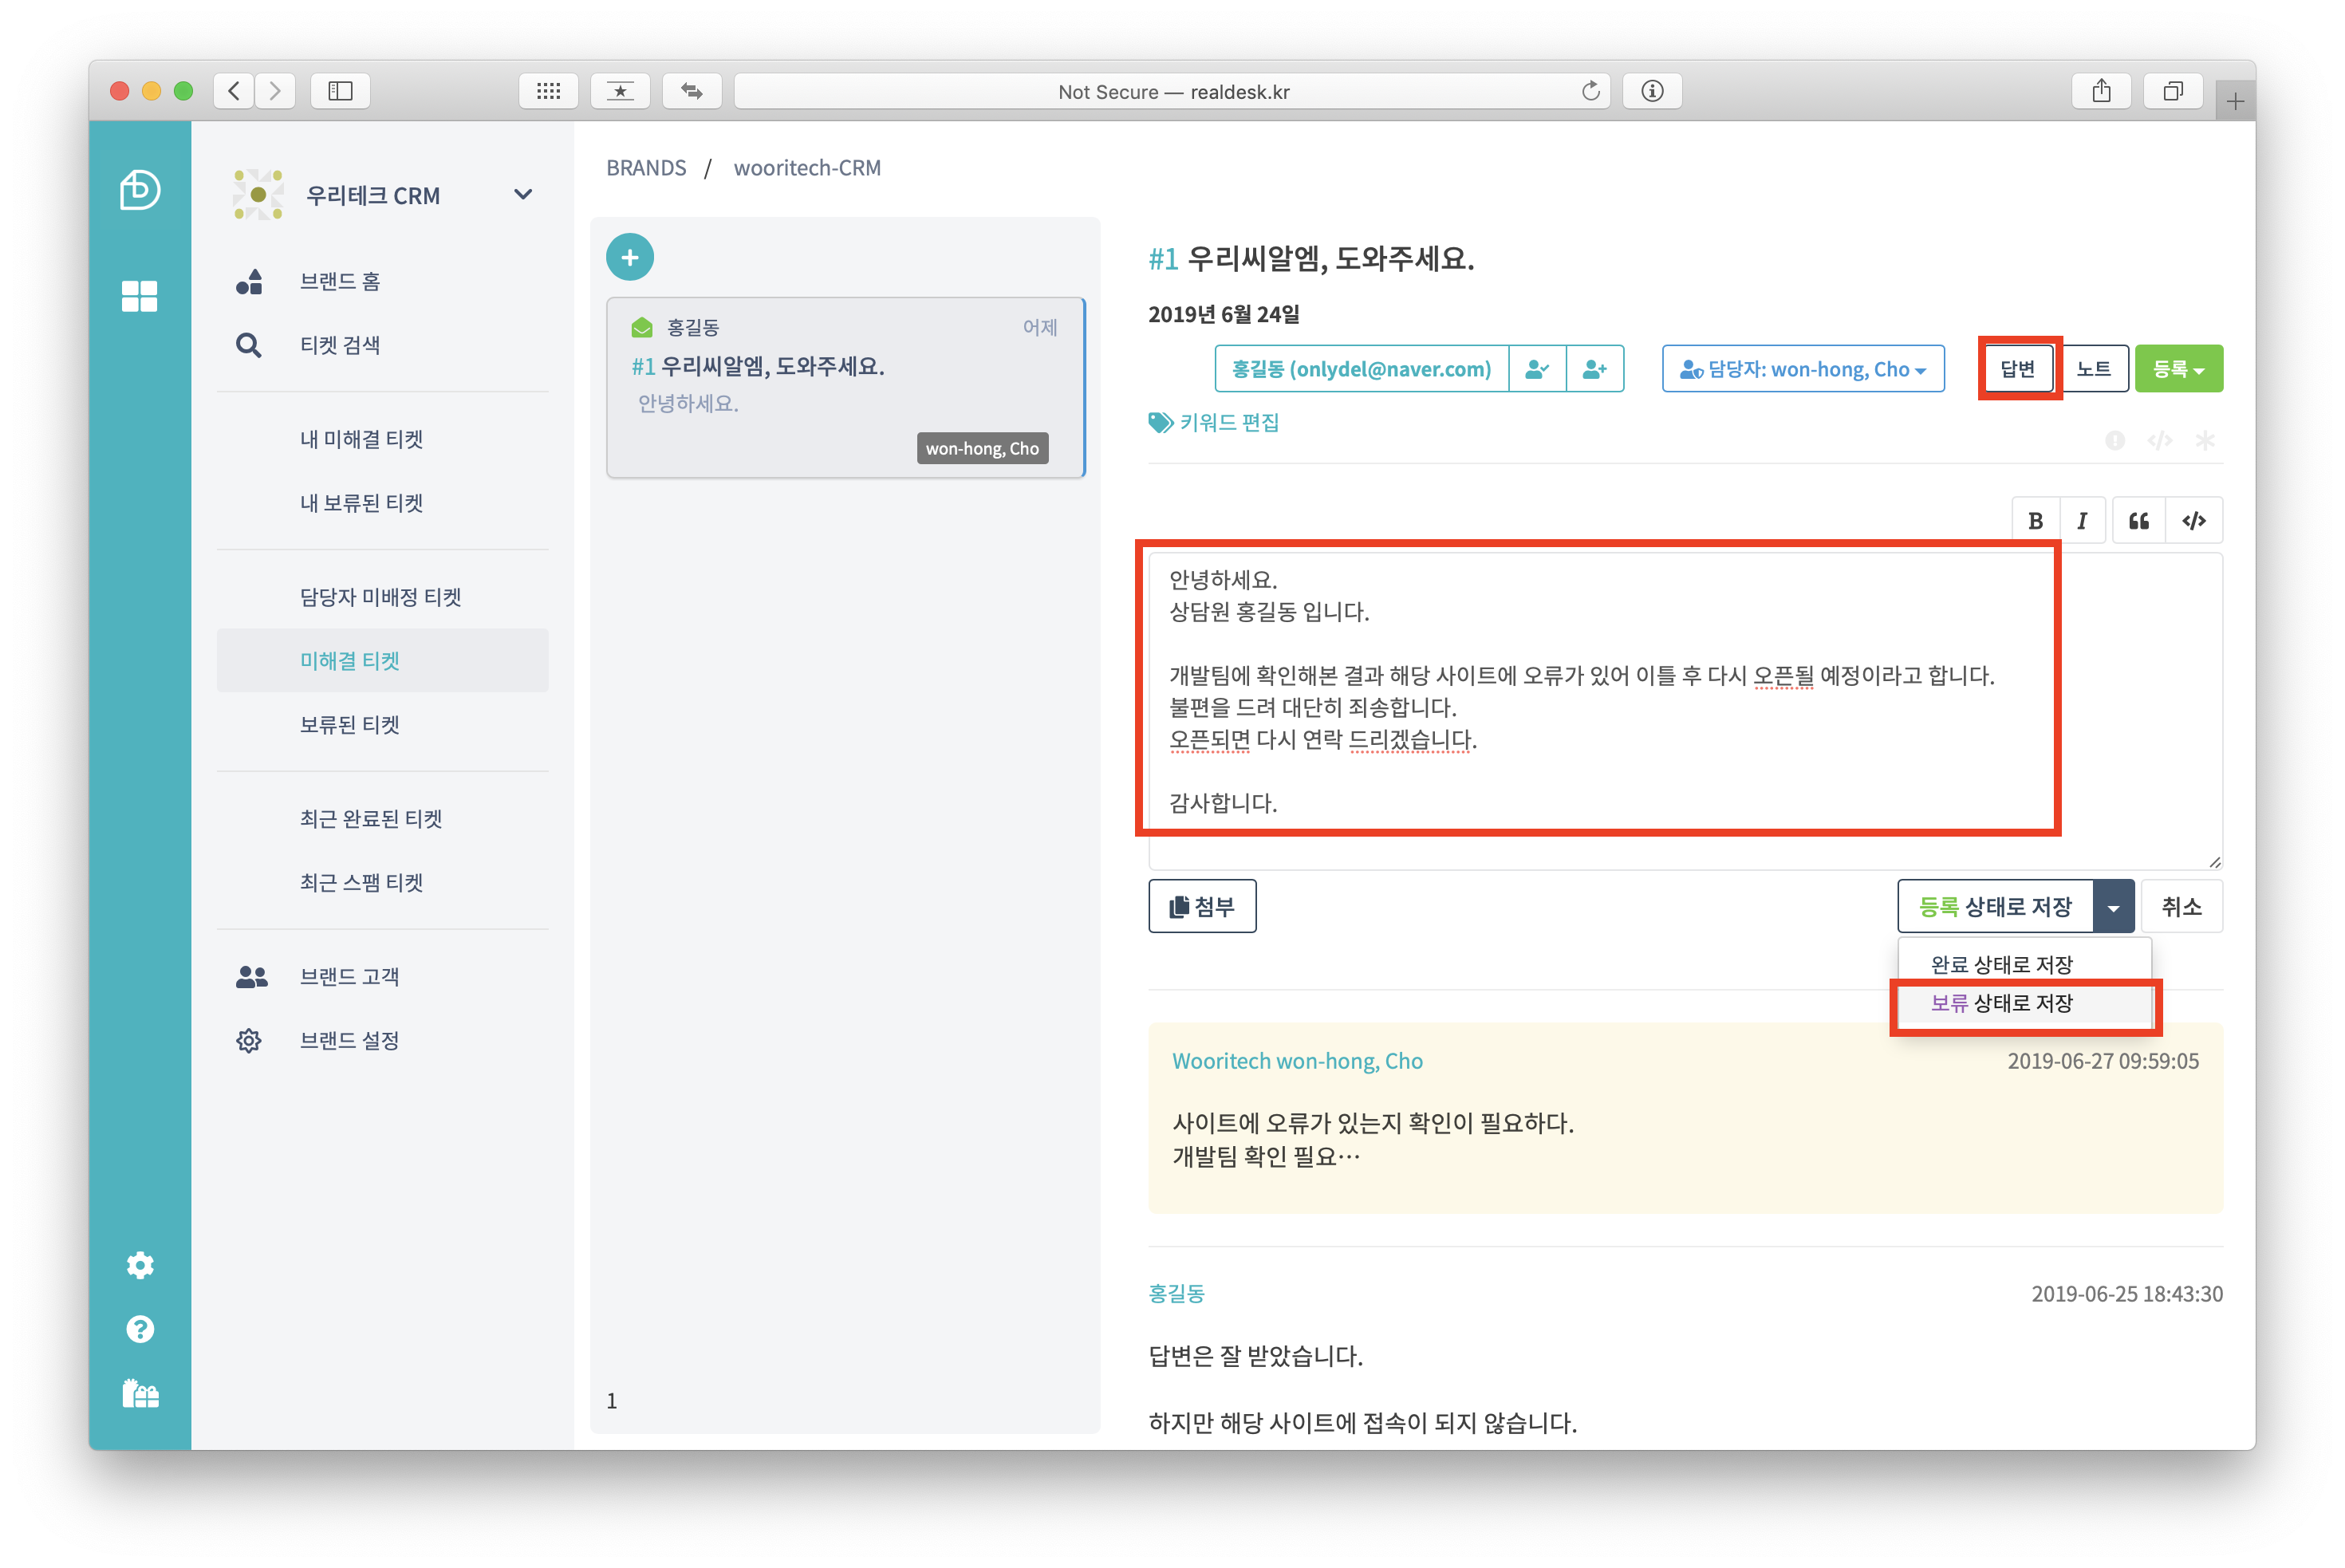 Not Secure — realdesk.kr
우리테크 CRM
브랜드 홈
티켓 검색
내 미해결 티켓
내 보류된 티켓
담당자 미배정 티켓
미해결 티켓
보류된 티켓
최근 완료된 티켓
최근 스팸 티켓
브랜드 고객
브랜드 설정
BRANDS / wooritech-CRM
홍길동 어제
#1 우리씨알엠, 도와주세요.
안녕하세요.
won-hong, Cho
1
#1 우리씨알엠, 도와주세요.
2019년 6월 24일
홍길동 (onlydel@naver.com) 담당자: won-hong, Cho 답변 노트 등록
키워드 편집
B I
안녕하세요.
상담원 홍길동 입니다.
개발팀에 확인해본 결과 해당 사이트에 오류가 있어 이틀 후 다시 오픈될 예정이라고 합니다.
불편을 드려 대단히 죄송합니다.
오픈되면 다시 연락 드리겠습니다.
감사합니다.
첨부 등록 상태로 저장 취소
완료 상태로 저장
보류 상태로 저장
Wooritech won-hong, Cho 2019-06-27 09:59:05
사이트에 오류가 있는지 확인이 필요하다.
개발팀 확인 필요…
홍길동 2019-06-25 18:43:30
답변은 잘 받았습니다.
하지만 해당 사이트에 접속이 되지 않습니다.